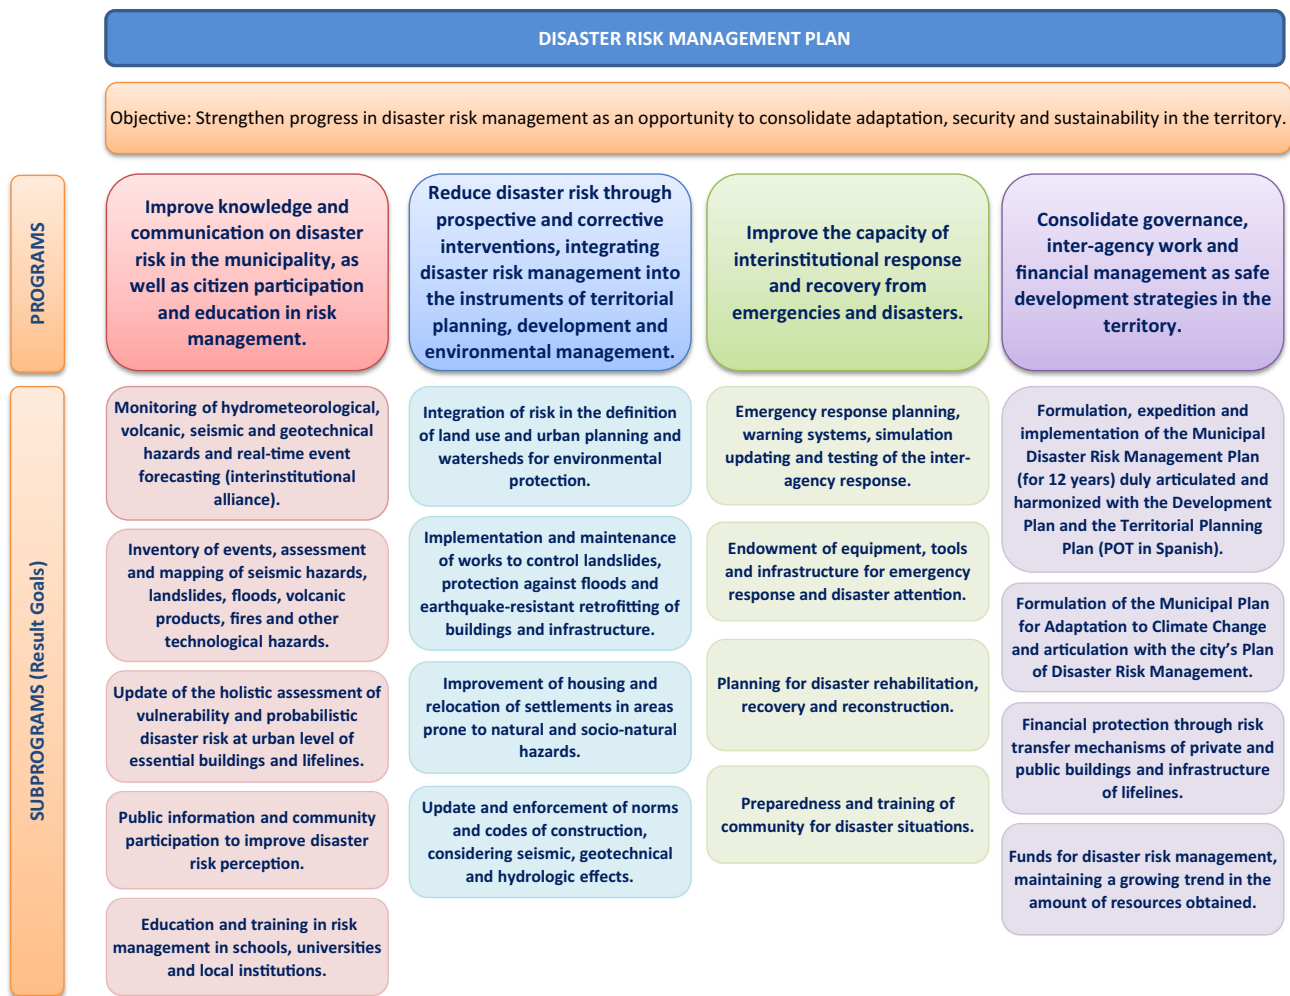 DISASTER RISK MANAGEMENT PLAN
Objective: Strengthen progress in disaster risk management as an opportunity to consolidate adaptation, security and sustainability in the territory.
PROGRAMS
Improve knowledge and
communication on disaster
risk in the municipality, as
well as citizen participation
and education in risk
management.
Reduce disaster risk through
prospective and corrective
interventions, integrating
disaster risk management into
the instruments of territorial
planning, development and
environmental management.
Improve the capacity of
interinstitutional response
and recovery from
emergencies and disasters.
Consolidate governance,
inter-agency work and
financial management as safe
development strategies in the
territory.
SUBPROGRAMS (Result Goals)
Monitoring of hydrometeorological,
volcanic, seismic and geotechnical
hazards and real-time event
forecasting (interinstitutional
alliance).
Inventory of events, assessment
and mapping of seismic hazards,
landslides, floods, volcanic
products, fires and other
technological hazards.
Update of the holistic assessment of
vulnerability and probabilistic
disaster risk at urban level of
essential buildings and lifelines.
Public information and community
participation to improve disaster
risk perception.
Education and training in risk
management in schools, universities
and local institutions.
Integration of risk in the definition
of land use and urban planning and
watersheds for environmental
protection.
Implementation and maintenance
of works to control landslides,
protection against floods and
earthquake-resistant retrofitting of
buildings and infrastructure.
Improvement of housing and
relocation of settlements in areas
prone to natural and socio-natural
hazards.
Update and enforcement of norms
and codes of construction,
considering seismic, geotechnical
and hydrologic effects.
Emergency response planning,
warning systems, simulation
updating and testing of the inter-
agency response.
Endowment of equipment, tools
and infrastructure for emergency
response and disaster attention.
Planning for disaster rehabilitation,
recovery and reconstruction.
Preparedness and training of
community for disaster situations.
Formulation, expedition and
implementation of the Municipal
Disaster Risk Management Plan
(for 12 years) duly articulated and
harmonized with the Development
Plan and the Territorial Planning
Plan (POT in Spanish).
Formulation of the Municipal Plan
for Adaptation to Climate Change
and articulation with the city's Plan
of Disaster Risk Management.
Financial protection through risk
transfer mechanisms of private and
public buildings and infrastructure
of lifelines.
Funds for disaster risk management,
maintaining a growing trend in the
amount of resources obtained.